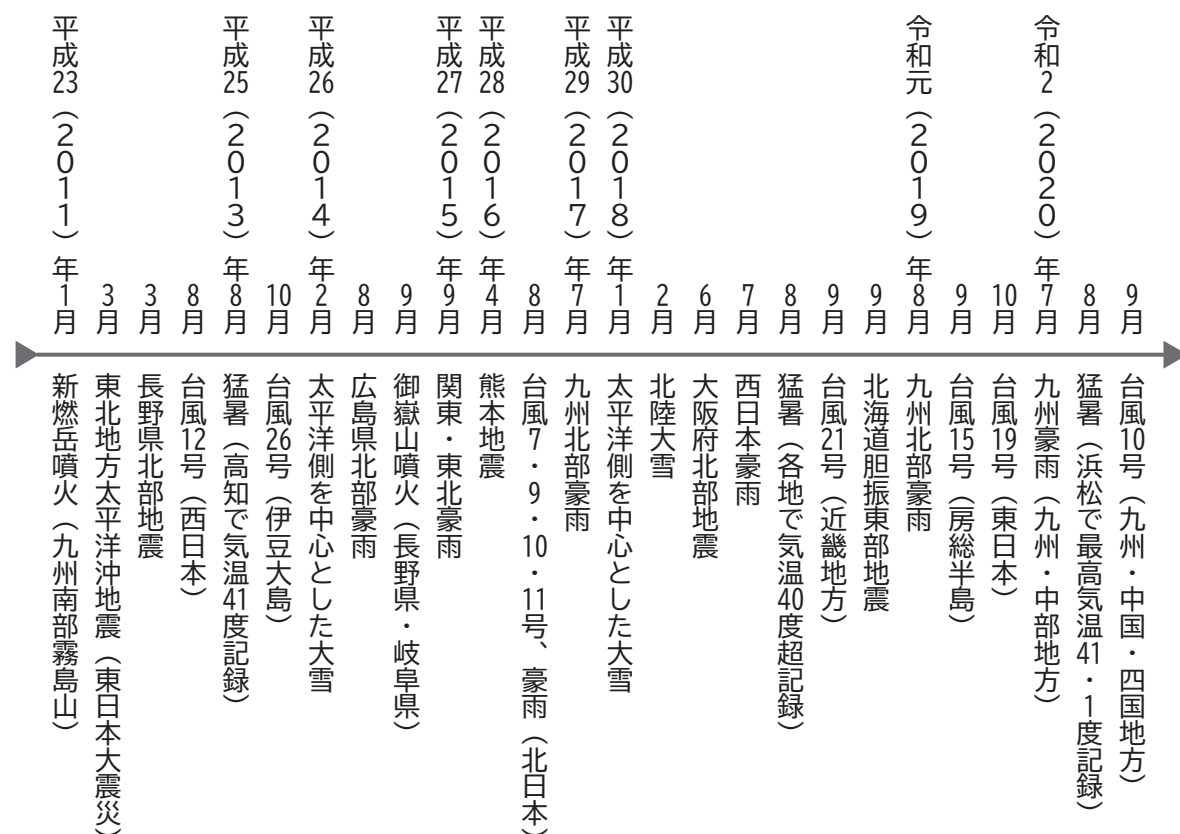 平成23（2011）年1月
新燃岳噴火（九州南部霧島山）
3月
東北地方太平洋沖地震（東日本大震災）
3月
長野県北部地震
8月
台風12号（西日本）
平成25（2013）年8月
猛暑（高知で気温41度記録）
10月
台風26号（伊豆大島）
平成26（2014）年2月
太平洋側を中心とした大雪
8月
広島県北部豪雨
9月
御嶽山噴火（長野県・岐阜県）
平成27（2015）年9月
関東・東北豪雨
平成28（2016）年4月
熊本地震
8月
台風7・9・10・11号、豪雨（北日本）
平成29（2017）年7月
九州北部豪雨
平成30（2018）年1月
太平洋側を中心とした大雪
2月
北陸大雪
6月
大阪府北部地震
7月
西日本豪雨
8月
猛暑（各地で気温40度超記録）
9月
台風21号（近畿地方）
9月
北海道胆振東部地震
令和元（2019）年8月
九州北部豪雨
9月
台風15号（房総半島）
10月
台風19号（東日本）
令和2（2020）年7月
九州豪雨（九州・中部地方）
8月
猛暑（浜松で最高気温41・1度記録）
9月
台風10号（九州・中国・四国地方）